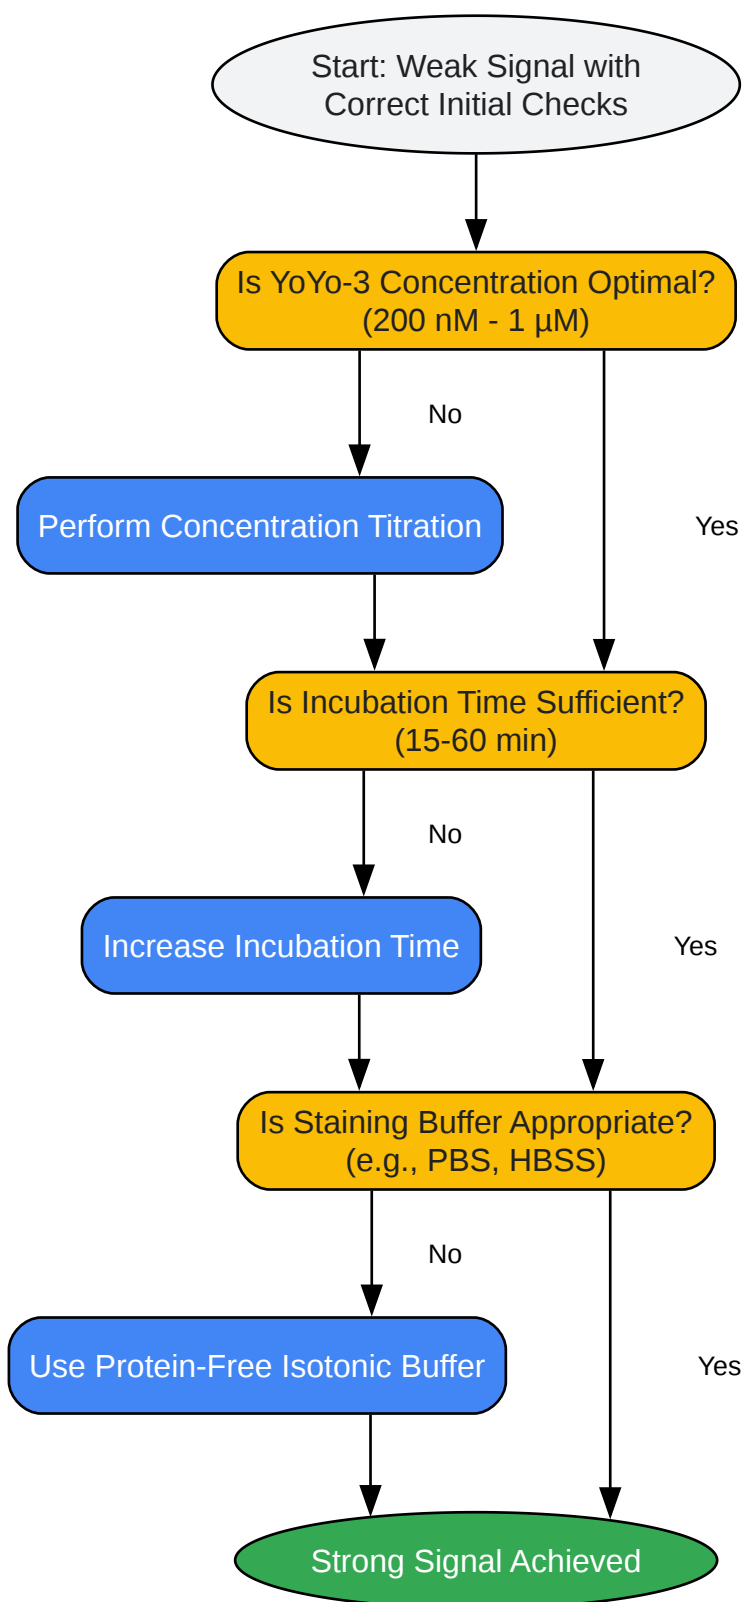 Start: Weak Signal with
Correct Initial Checks
Is YoYo-3 Concentration Optimal?
(200 nM - 1 µM)
No
Perform Concentration Titration
Yes
Is Incubation Time Sufficient?
(15-60 min)
No
Increase Incubation Time
Yes
Is Staining Buffer Appropriate?
(e.g., PBS, HBSS)
No
Use Protein-Free Isotonic Buffer
Yes
Strong Signal Achieved